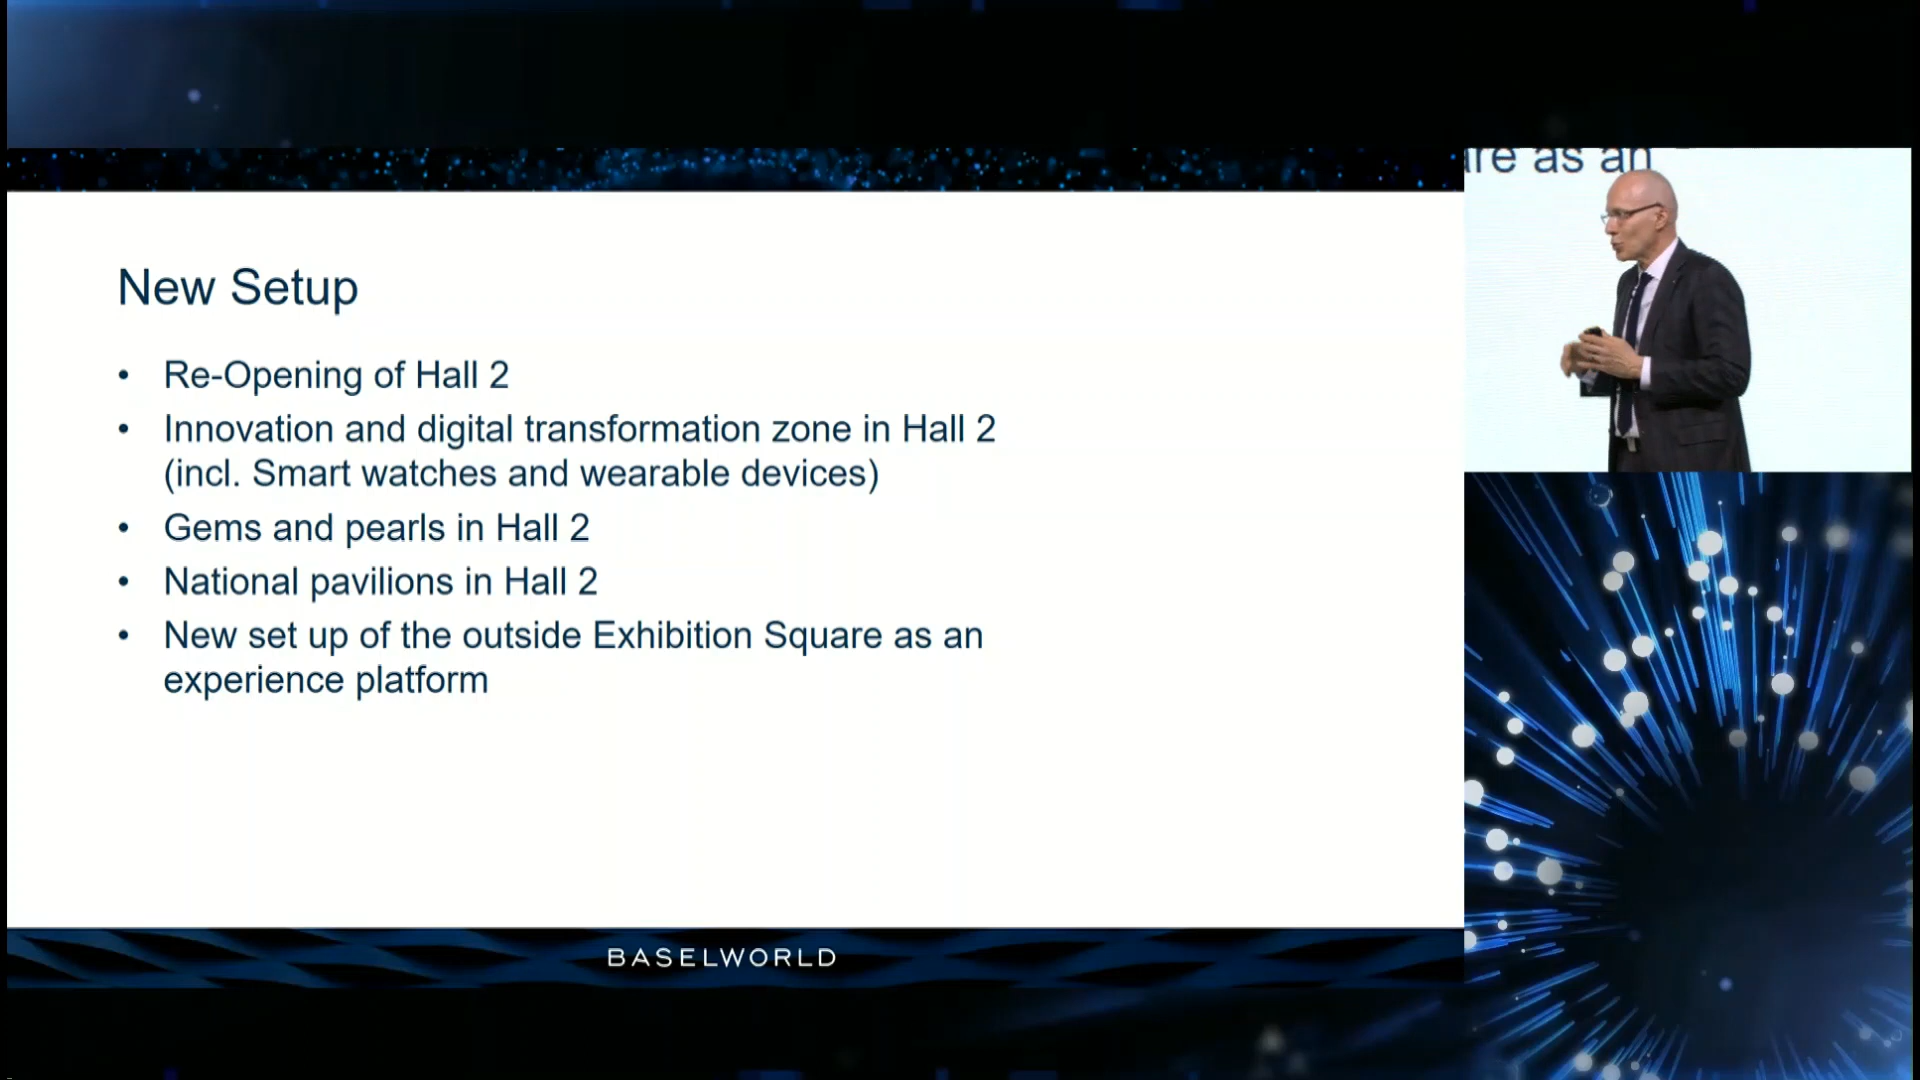 New Setup
• Re-Opening of Hall 2
• Innovation and digital transformation zone in Hall 2
(incl. Smart watches and wearable devices)
• Gems and pearls in Hall 2
• National pavilions in Hall 2
• New set up of the outside Exhibition Square as an
experience platform
BASELWORLD
as an